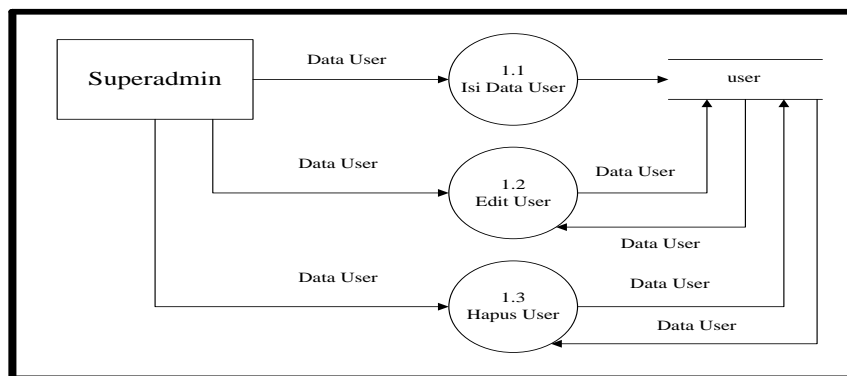 Data User
1.1
Superadmin
Isi Data User
user
Data User
1.2
Edit User
Data User
Data User
Data User
1.3
Hapus User
Data User
Data User